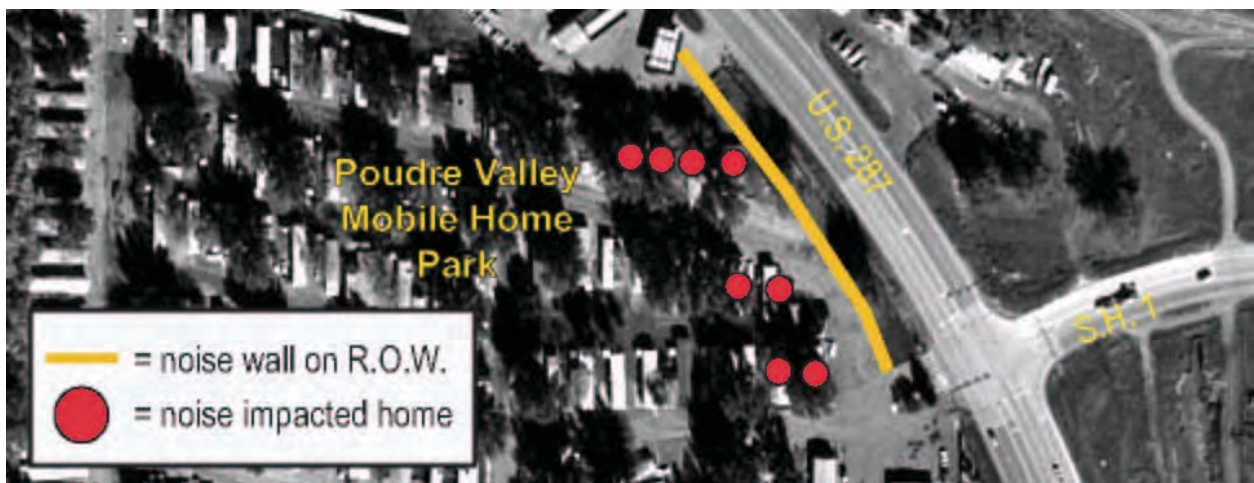 Poudre Valley
Mobile Home
Park
U.S. 287
S.H. 1
= noise wall on R.O.W.
= noise impacted home